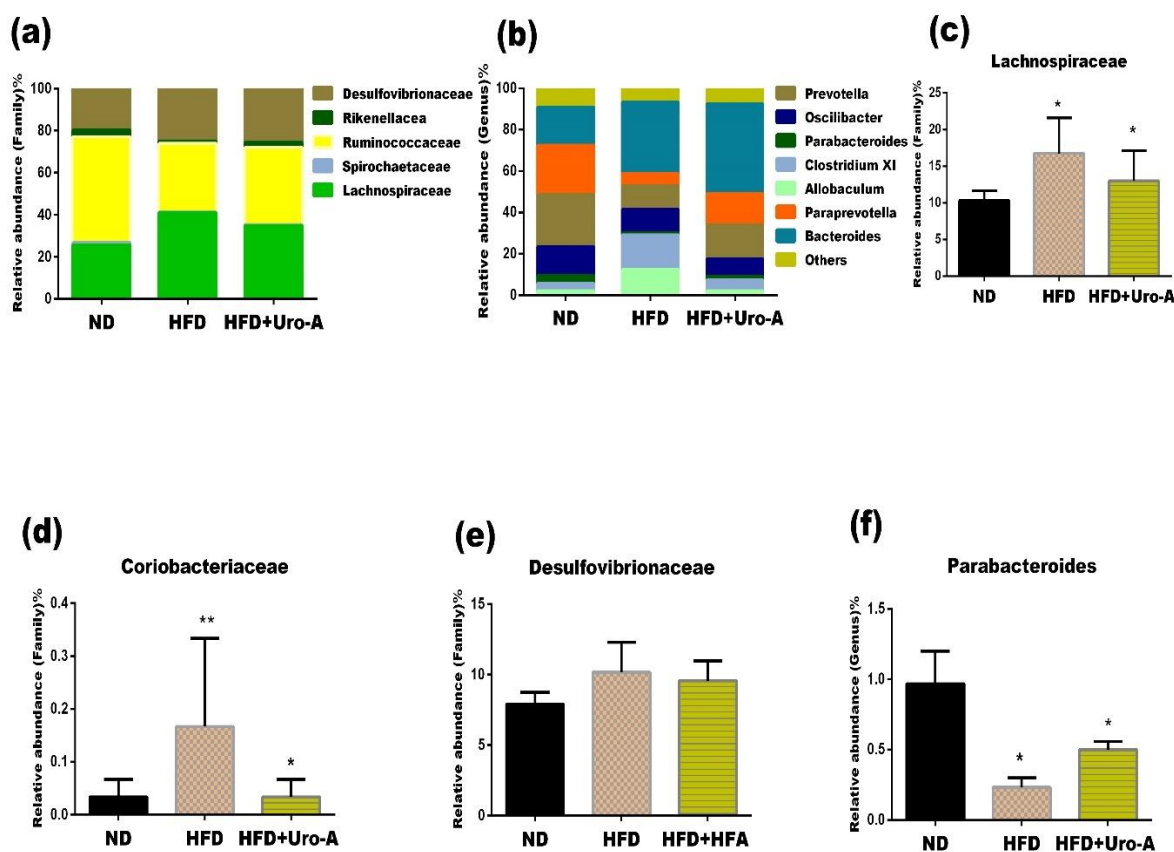 (a)
Relative abundance (Family)%
100
80
60
40
20
0
ND
HFD
HFD+Uro-A
Desulfovibrionaceae
Rikenellacea
Ruminococcaceae
Spirochaetaceae
Lachnospiraceae
(b)
Relative abundance (Genus)%
100
80
60
40
20
0
ND
HFD
HFD+Uro-A
Prevotella
Oscilibacter
Parabacteroides
Clostridium XI
Allobaculum
Paraprevotella
Bacteroides
Others
(c)
Lachnospiraceae
Relative abundance (Family)%
25
20
15
10
5
0
*
*
ND
HFD
HFD+Uro-A
(d)
Coriobacteriaceae
Relative abundance (Family)%
0.4
0.3
0.2
0.1
0.0
**
*
ND
HFD
HFD+Uro-A
(e)
Desulfovibrionaceae
Relative abundance (Family)%
15
10
5
0
ND
HFD
HFD+HFA
(f)
Parabacteroides
Relative abundance (Genus)%
1.5
1.0
0.5
0.0
*
*
ND
HFD
HFD+Uro-A